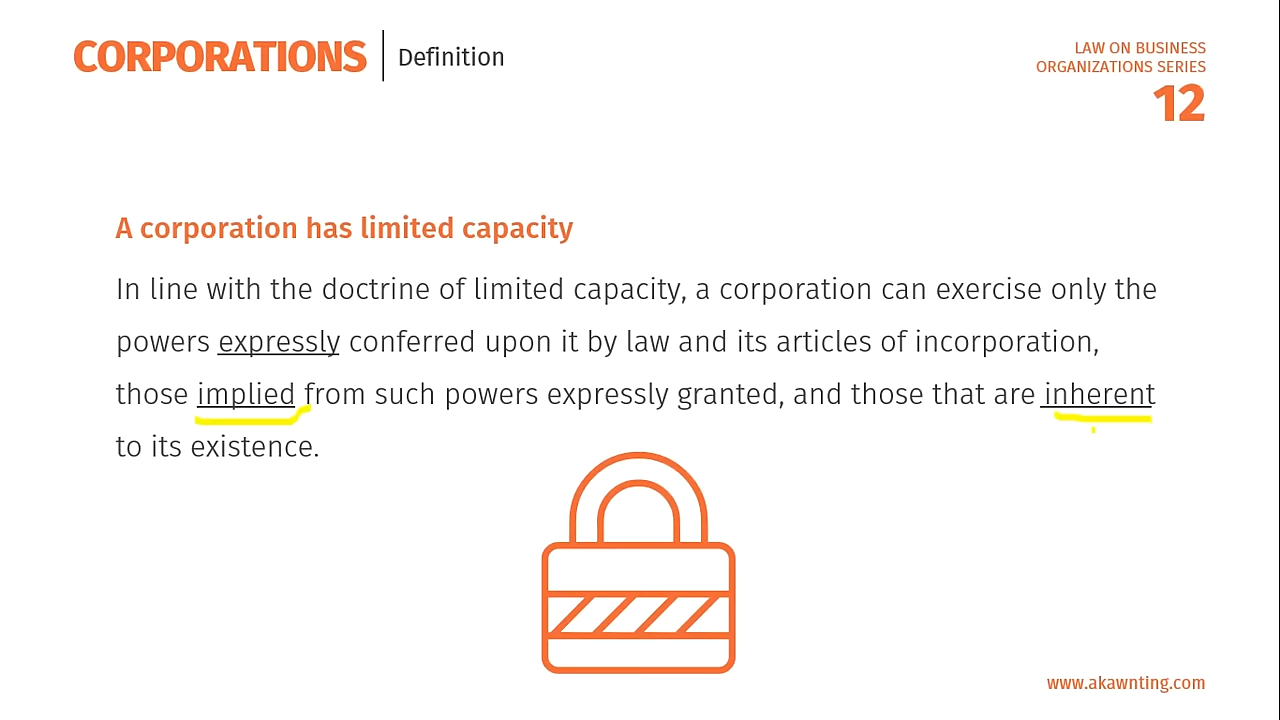 CORPORATIONS
Definition
LAW ON BUSINESS
ORGANIZATIONS SERIES
12
A corporation has limited capacity
In line with the doctrine of limited capacity, a corporation can exercise only the
powers expressly conferred upon it by law and its articles of incorporation,
those implied from such powers expressly granted, and those that are inherent
to its existence.
www.akawnting.com